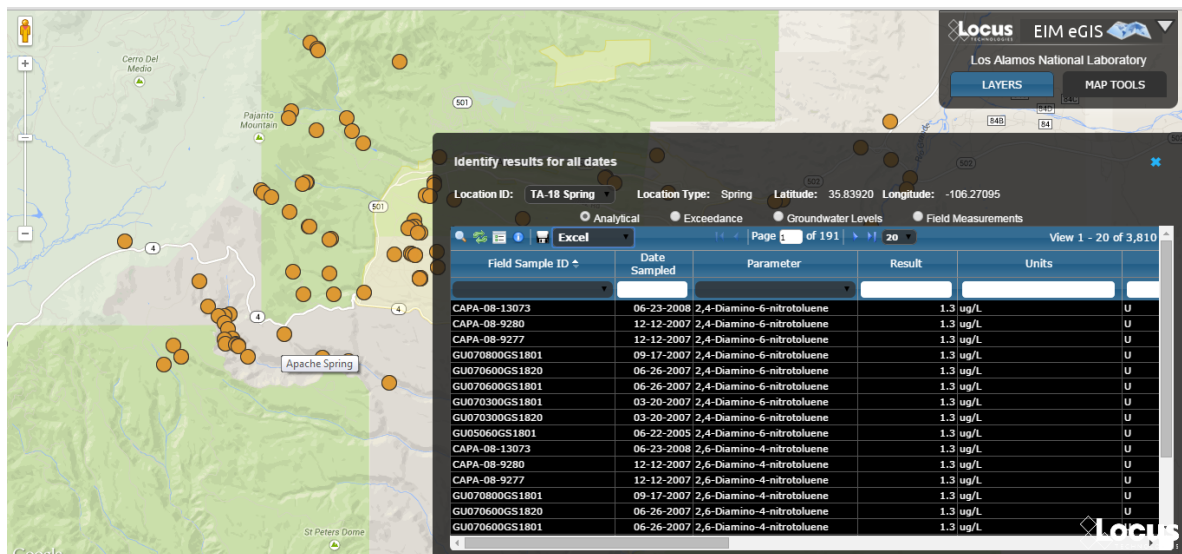 Cerro Del
Medio
Pajarito
Mountain
501
501
4
4
4
Apache Spring
St Peters Dome
Google
Locus
TECHNOLOGIES
EIM eGIS
Los Alamos National Laboratory
LAYERS
MAP TOOLS
84D
84B
84
502
502
Identify results for all dates
Location ID: TA-18 Spring Location Type: Spring Latitude: 35.83920 Longitude: -106.27095
Analytical Exceedance Groundwater Levels Field Measurements
Excel Page 1 of 191 20 View 1 - 20 of 3,810
Field Sample ID Date Sampled Parameter Result Units
CAPA-08-13073 06-23-2008 2,4-Diamino-6-nitrotoluene 1.3 ug/L U
CAPA-08-9280 12-12-2007 2,4-Diamino-6-nitrotoluene 1.3 ug/L U
CAPA-08-9277 12-12-2007 2,4-Diamino-6-nitrotoluene 1.3 ug/L U
GU070800GS1801 09-17-2007 2,4-Diamino-6-nitrotoluene 1.3 ug/L U
GU070600GS1820 06-26-2007 2,4-Diamino-6-nitrotoluene 1.3 ug/L U
GU070600GS1801 06-26-2007 2,4-Diamino-6-nitrotoluene 1.3 ug/L U
GU070300GS1801 03-20-2007 2,4-Diamino-6-nitrotoluene 1.3 ug/L U
GU070300GS1820 03-20-2007 2,4-Diamino-6-nitrotoluene 1.3 ug/L U
GU05060GS1801 06-22-2005 2,4-Diamino-6-nitrotoluene 1.3 ug/L U
CAPA-08-13073 06-23-2008 2,6-Diamino-4-nitrotoluene 1.3 ug/L U
CAPA-08-9280 12-12-2007 2,6-Diamino-4-nitrotoluene 1.3 ug/L U
CAPA-08-9277 12-12-2007 2,6-Diamino-4-nitrotoluene 1.3 ug/L U
GU070800GS1801 09-17-2007 2,6-Diamino-4-nitrotoluene 1.3 ug/L U
GU070600GS1820 06-26-2007 2,6-Diamino-4-nitrotoluene 1.3 ug/L U
GU070600GS1801 06-26-2007 2,6-Diamino-4-nitrotoluene 1.3 ug/L U
Locus